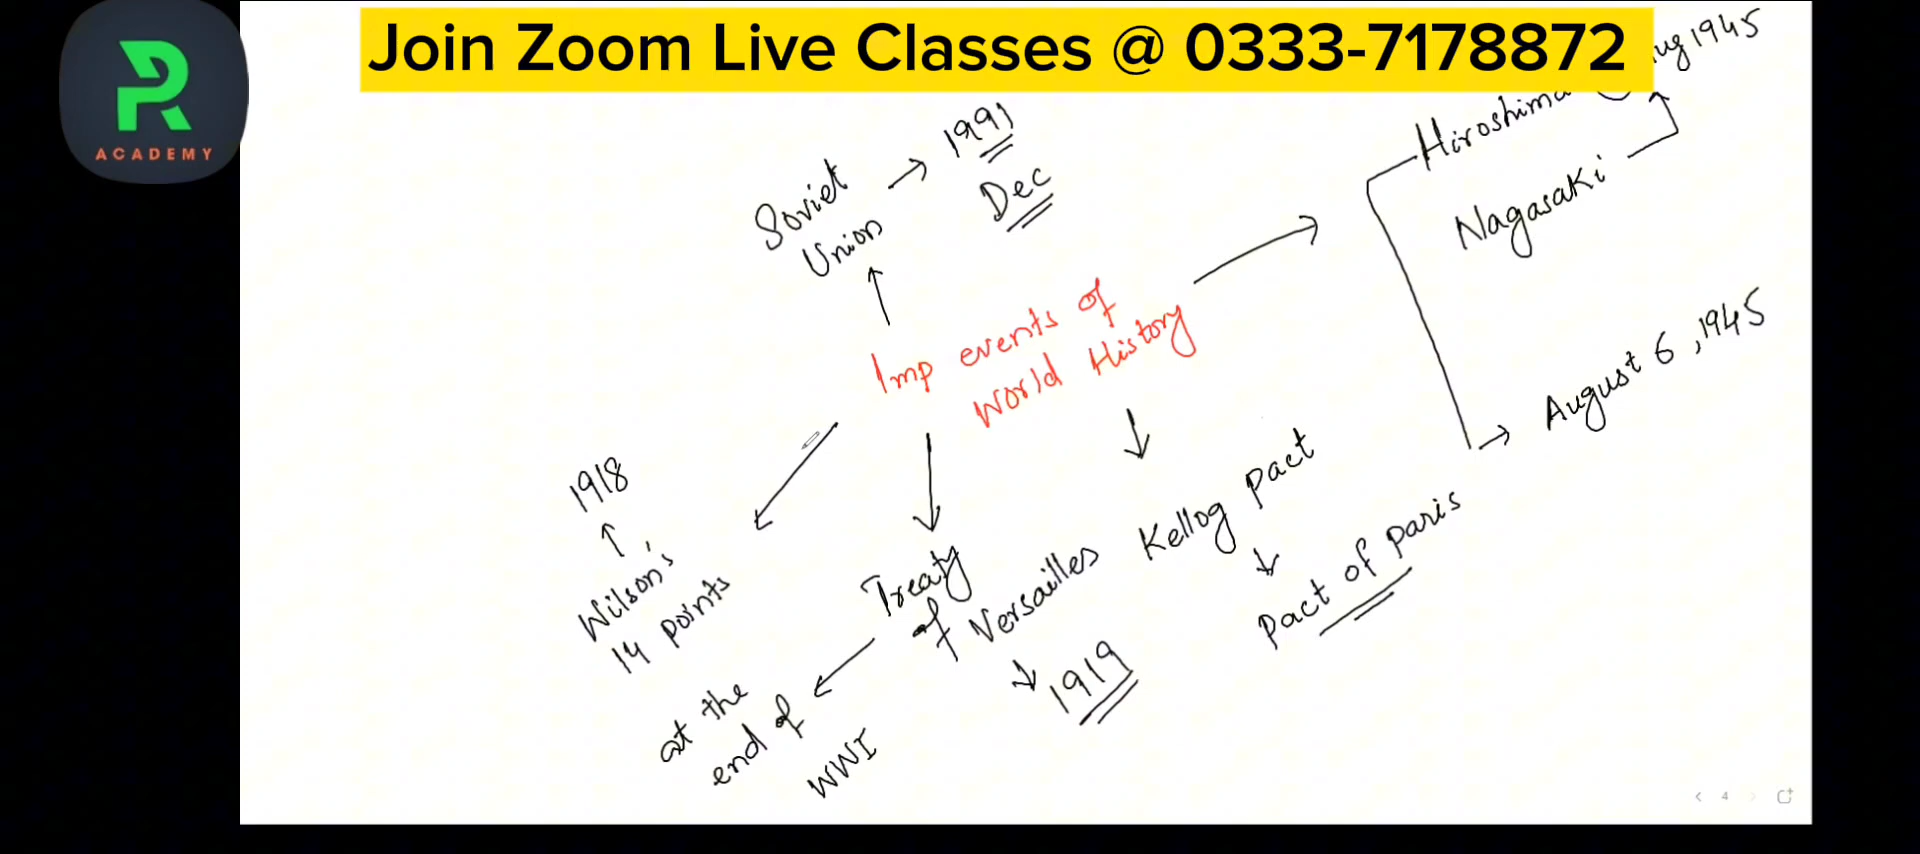 Join Zoom Live Classes @ 0333-7178872
R
ACADEMY
ug 1945
Hiroshima
Nagasaki
1991
Dec
Soviet
Union
Imp events of
World History
August 6, 1945
1918
Wilson's
14 points
Treaty
of Versailles
1919
Kellog pact
Pact of paris
at the
end of
WWI
4